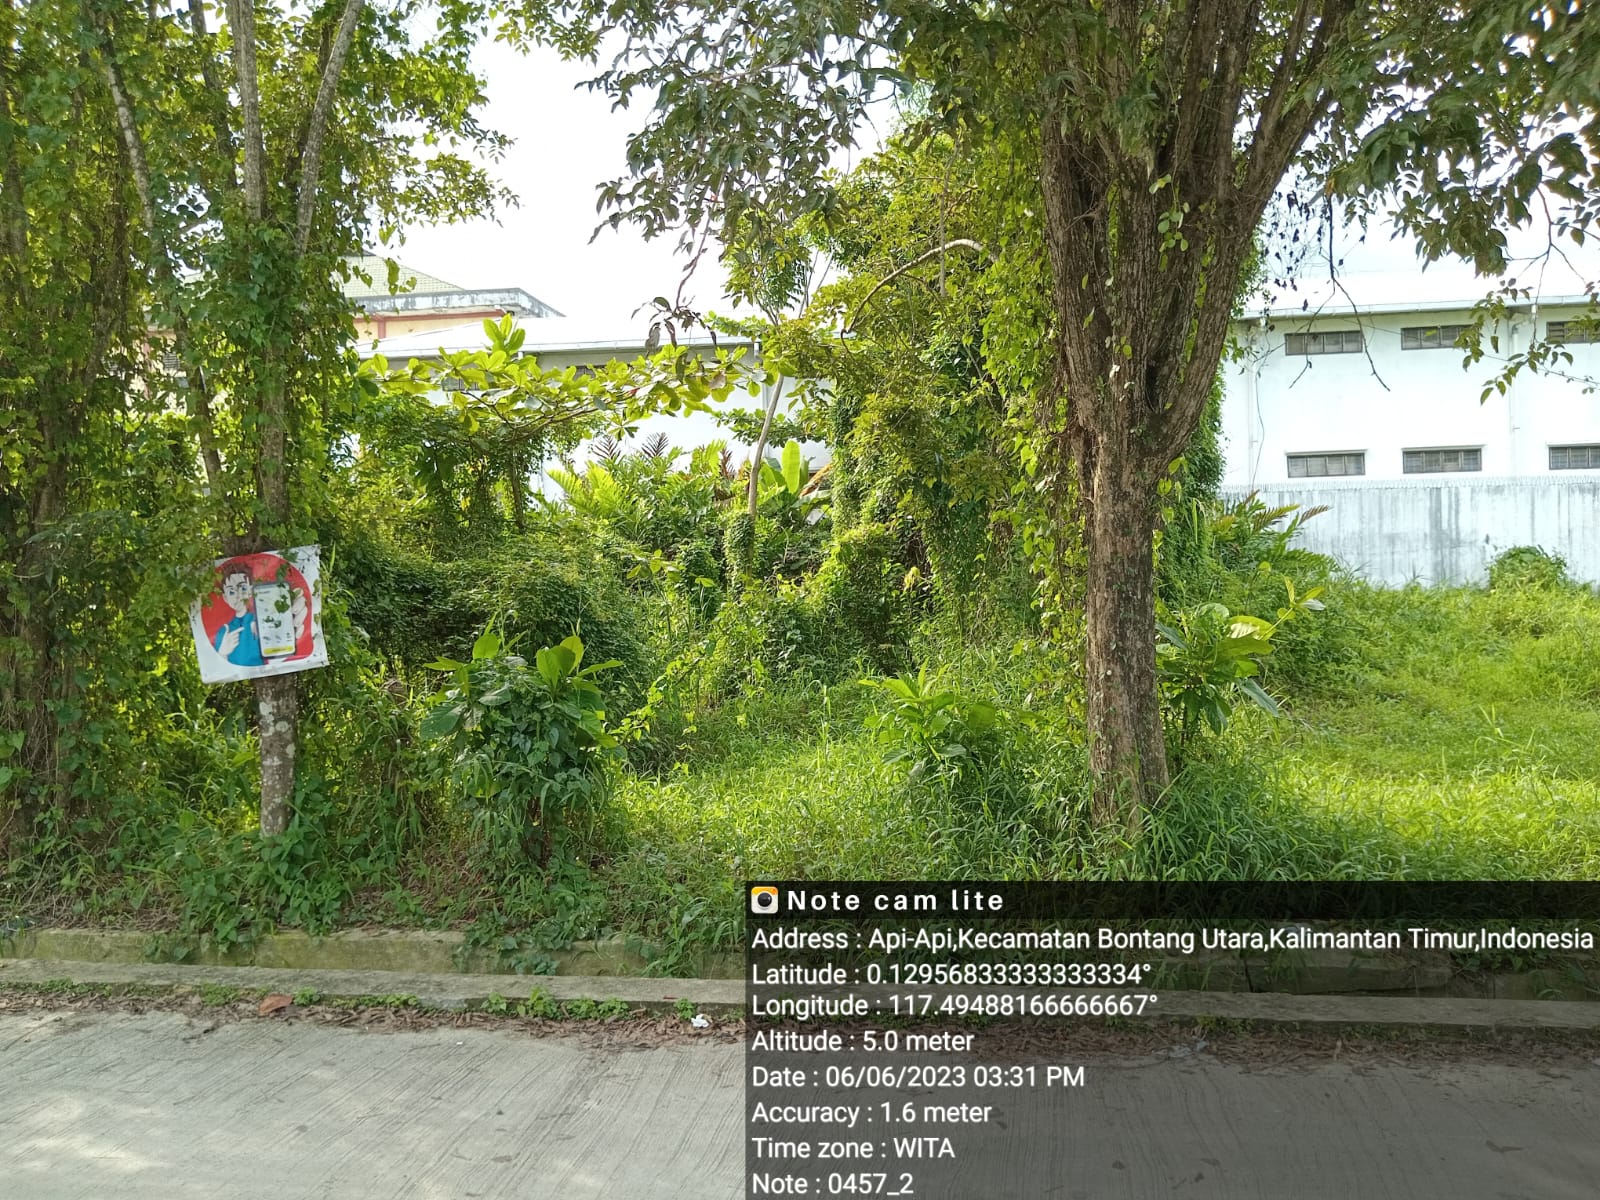 Note cam lite
Address : Api-Api,Kecamatan Bontang Utara,Kalimantan Timur,Indonesia
Latitude : 0.12956833333333334°
Longitude : 117.49488166666667°
Altitude : 5.0 meter
Date : 06/06/2023 03:31 PM
Accuracy : 1.6 meter
Time zone : WITA
Note : 0457_2